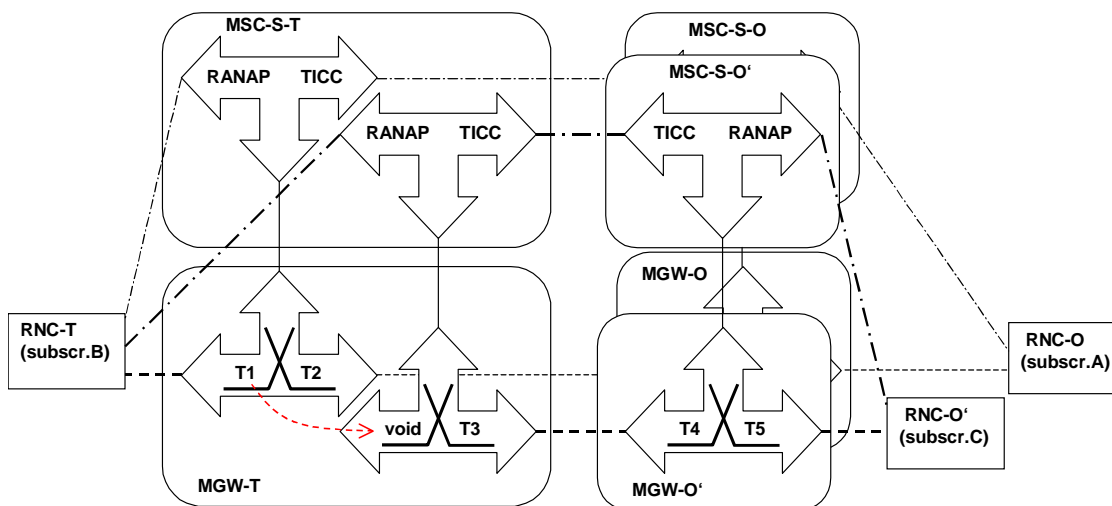 MSC-S-T
MSC-S-O
MSC-S-O‘
RANAP TICC
RANAP TICC
TICC RANAP
MGW-O
RNC-T
(subscr.B)
RNC-O
(subscr.A)
T1 T2
RNC-O‘
(subscr.C)
void T3
T4 T5
MGW-T
MGW-O‘